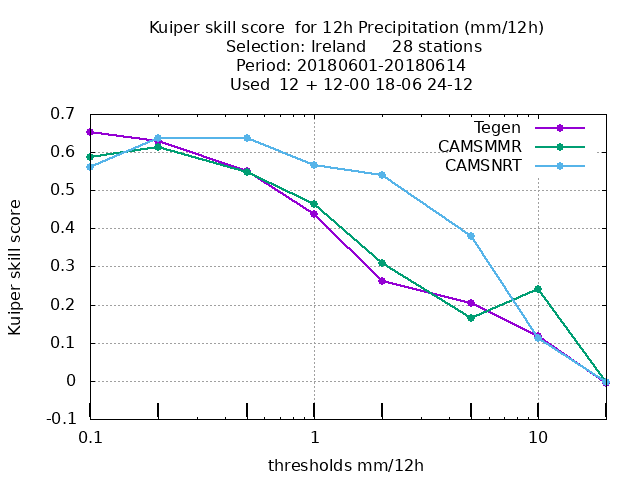 Kuiper skill score  for 12h Precipitation (mm/12h)
Selection: Ireland     28 stations
Period: 20180601-20180614
Used  12 + 12-00 18-06 24-12
0.7
0.6
0.5
0.4
0.3
0.2
0.1
0
-0.1
Kuiper skill score
Tegen
CAMSMMR
CAMSNRT
0.1 1 10
thresholds mm/12h